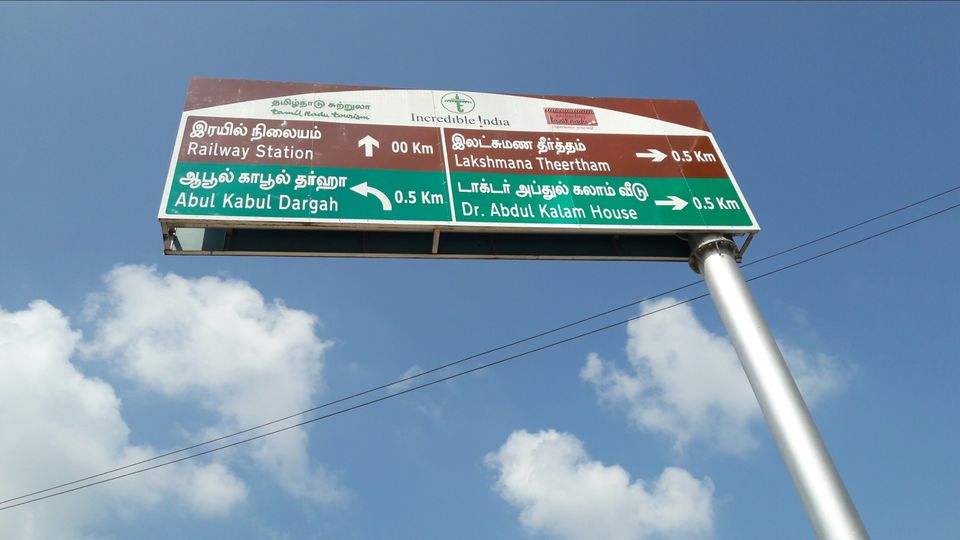 தமிழ்நாடு சுற்றுலா
tamil nadu tourism
Incredible !ndia
இரயில் நிலையம்
Railway Station
00 Km
ஆபூல் காபூல் தர்ஹா
Abul Kabul Dargah
0.5 Km
இலட்சுமண தீர்த்தம்
Lakshmana Theertham
0.5 Km
டாக்டர் அப்துல் கலாம் வீடு
Dr. Abdul Kalam House
0.5 Km